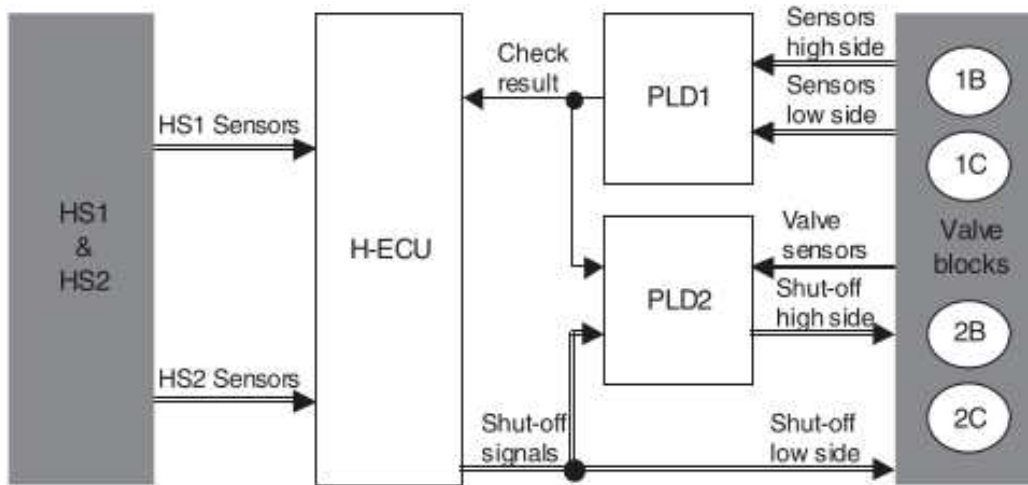 HS1
&
HS2
HS1 Sensors
HS2 Sensors
H-ECU
Check
result
Shut-off
signals
PLD1
PLD2
Sensors
high side
Sensors
low side
Valve
sensors
Shut-off
high side
Shut-off
low side
1B
1C
Valve
blocks
2B
2C